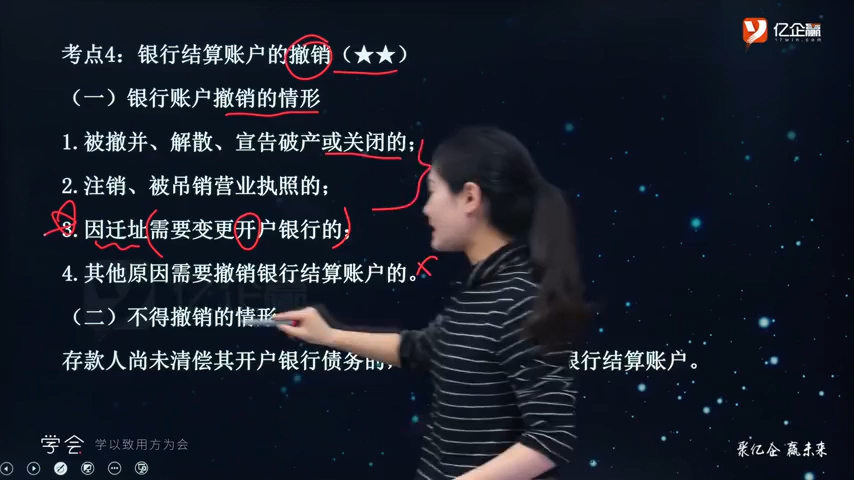 亿企赢
17win.com
考点4：银行结算账户的撤销（★★）
（一）银行账户撤销的情形
1.被撤并、解散、宣告破产或关闭的；
2.注销、被吊销营业执照的；
3.因迁址需要变更开户银行的；
4.其他原因需要撤销银行结算账户的。
（二）不得撤销的情形
存款人尚未清偿其开户银行债务的， 银行结算账户。
学会 学以致用方为会
聚亿企 赢未来